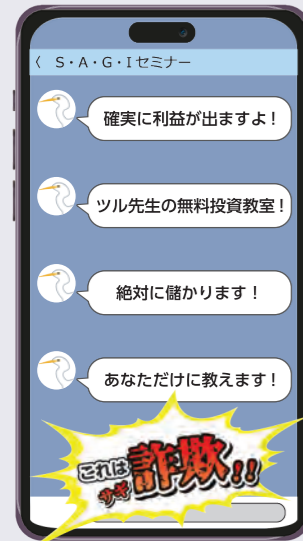 〈 S・A・G・Iセミナー
確実に利益が出ますよ！
ツル先生の無料投資教室！
絶対に儲かります！
あなただけに教えます！
これは詐欺!!
サギ